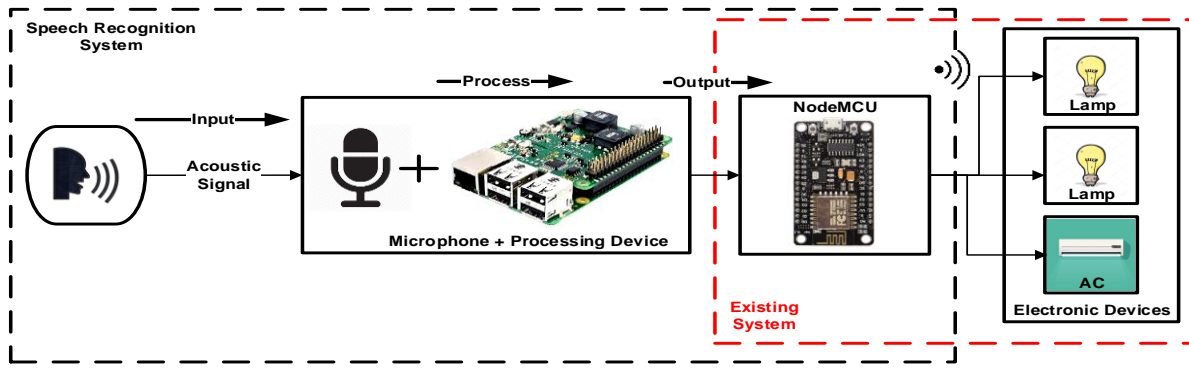 Speech Recognition
System
Input
Acoustic
Signal
Process
Microphone + Processing Device
Output
NodeMCU
Existing
System
Lamp
Lamp
AC
Electronic Devices